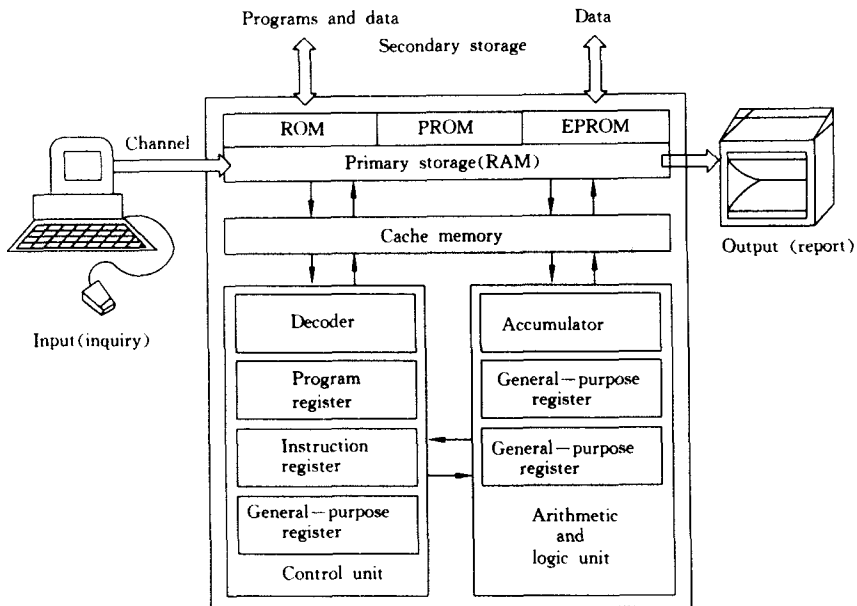 Programs and data
Data
Secondary storage
Channel
ROM
PROM
EPROM
Primary storage(RAM)
Cache memory
Input(inquiry)
Output (report)
Decoder
Program
register
Instruction
register
General—purpose
register
Control unit
Accumulator
General—purpose
register
General—purpose
register
Arithmetic
and
logic unit